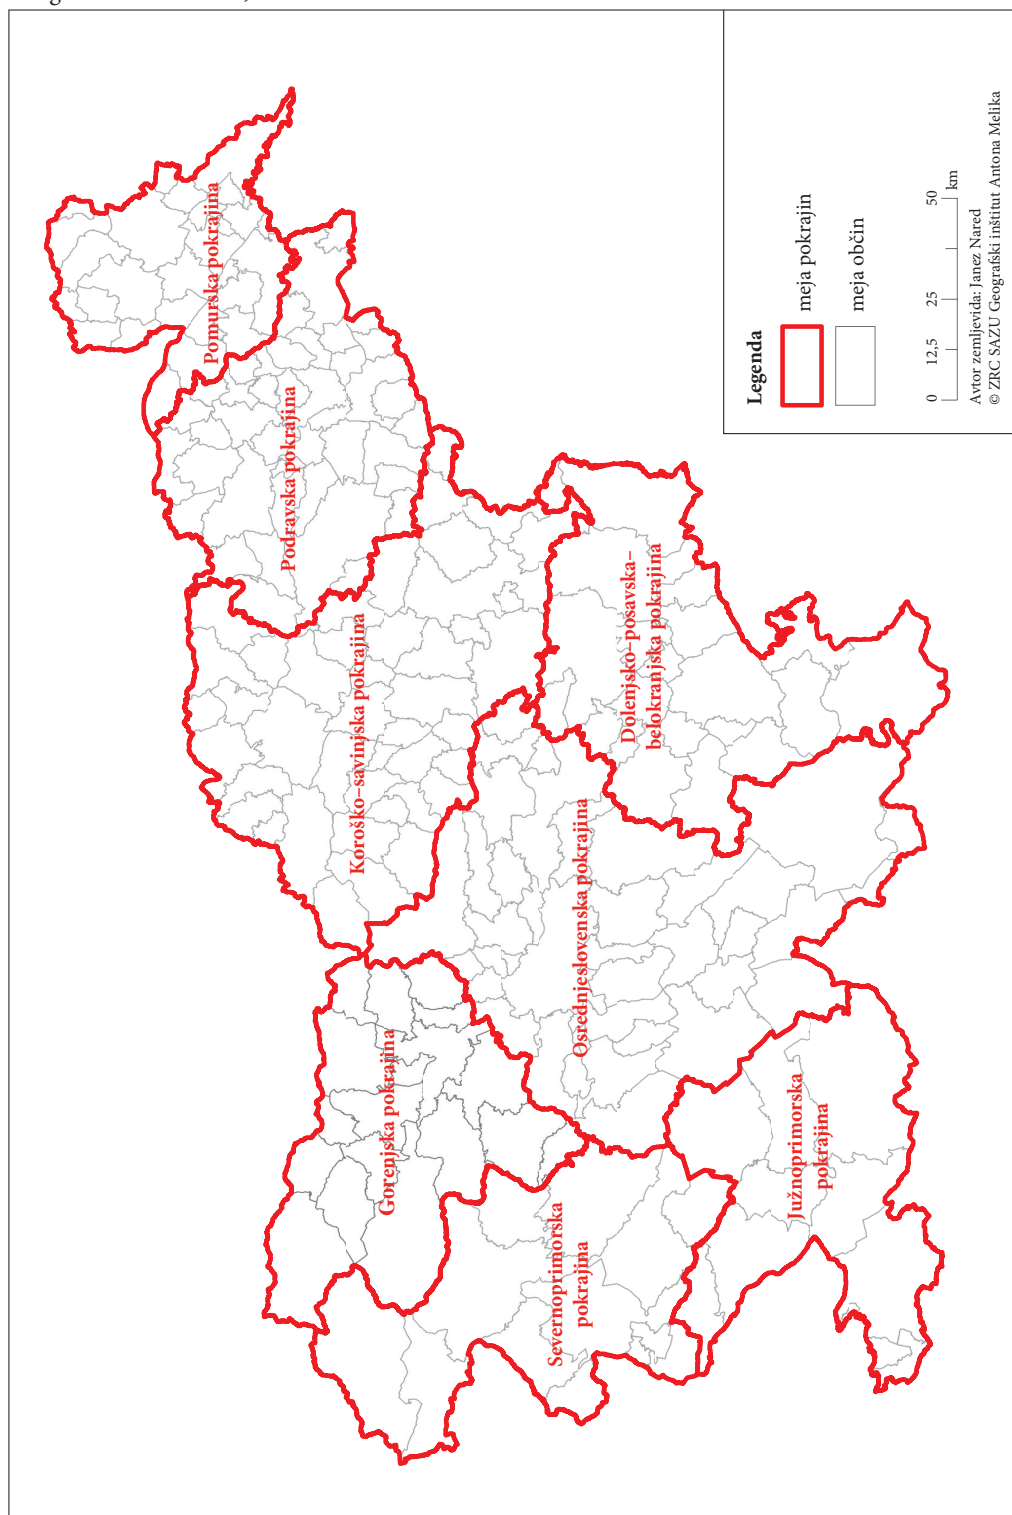 Pomurska pokrajina
Podravska pokrajina
Koroško–savinjska pokrajina
Dolenjsko–posavska–
belokranjska pokrajina
Osrednjeslovenska pokrajina
Gorenjska pokrajina
Severnoprimorska
pokrajina
Južnoprimorska
pokrajina
Legenda
meja pokrajin
meja občin
0 12,5 25 50
km
Avtor zemljevida: Janez Nared
© ZRC SAZU Geografski inštitut Antona Melika